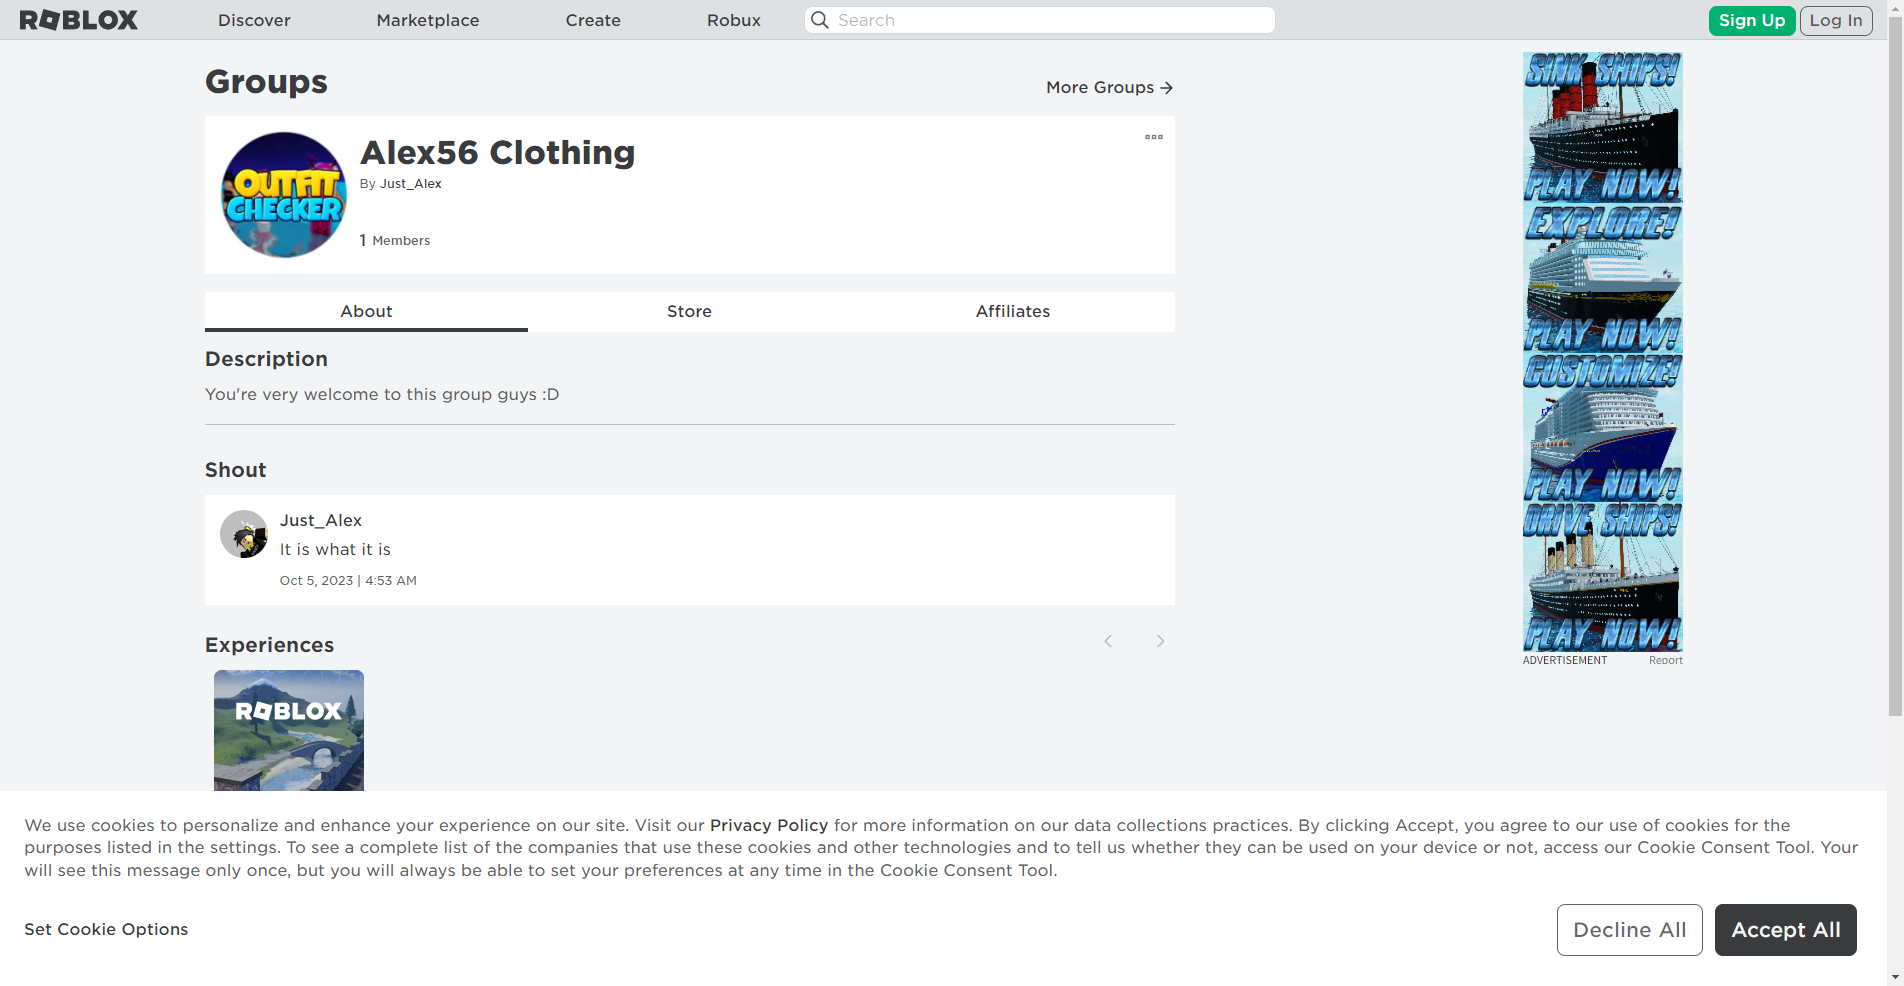 ROBLOX
Discover
Marketplace
Create
Robux
Search
Sign Up
Log In
Groups
More Groups
OUTFIT
CHECKER
Alex56 Clothing
By Just_Alex
1 Members
About
Store
Affiliates
Description
You're very welcome to this group guys :D
Shout
Just_Alex
It is what it is
Oct 5, 2023 | 4:53 AM
Experiences
ROBLOX
SINK SHIPS!
PLAY NOW!
EXPLORE!
PLAY NOW!
CUSTOMIZE!
PLAY NOW!
DRIVE SHIPS!
PLAY NOW!
ADVERTISEMENT
Report
We use cookies to personalize and enhance your experience on our site. Visit our Privacy Policy for more information on our data collections practices. By clicking Accept, you agree to our use of cookies for the
purposes listed in the settings. To see a complete list of the companies that use these cookies and other technologies and to tell us whether they can be used on your device or not, access our Cookie Consent Tool. Your
will see this message only once, but you will always be able to set your preferences at any time in the Cookie Consent Tool.
Set Cookie Options
Decline All
Accept All